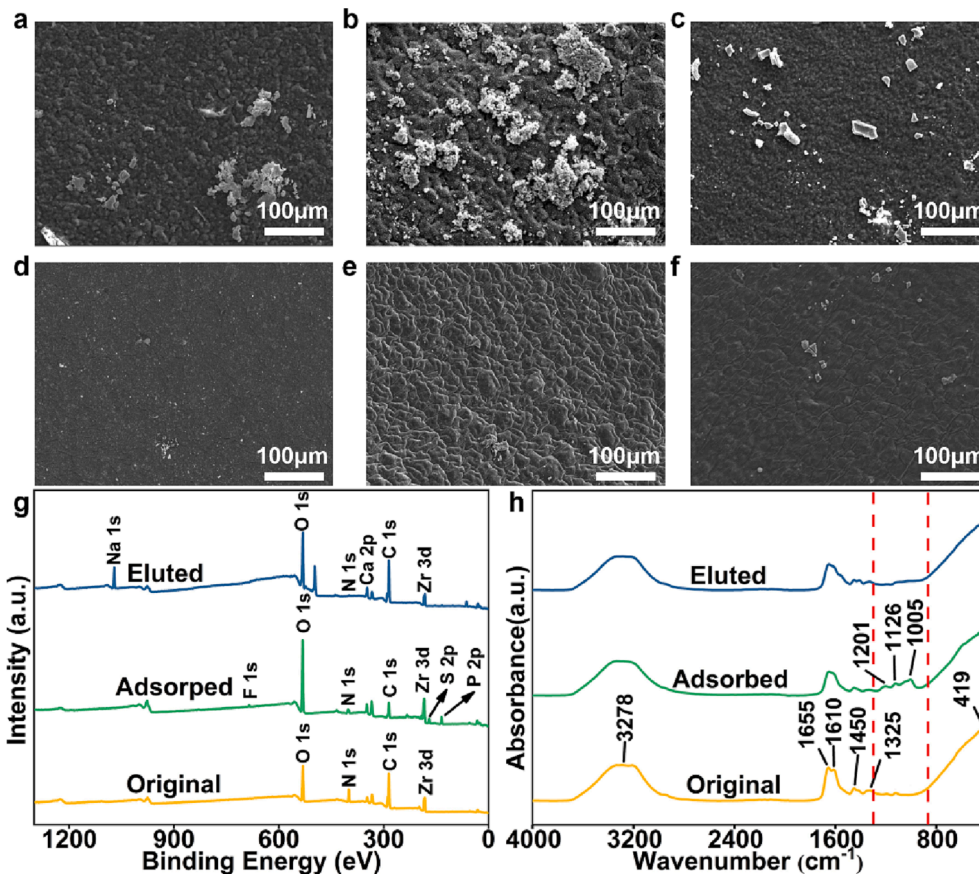 a
b
c
100μm
100μm
100μm
d
e
f
100μm
100μm
100μm
g
Intensity (a.u.)
Na 1s
O 1s
N 1s
Ca 2p
C 1s
Zr 3d
Eluted
F 1s
O 1s
N 1s
C 1s
Zr 3d
S 2p
P 2p
Adsorped
O 1s
N 1s
C 1s
Zr 3d
Original
1200 900 600 300 0
Binding Energy (eV)
h
Absorbance(a.u.)
Eluted
1201
1126
1005
Adsorbed
3278
1655
1610
1450
1325
419
Original
4000 3200 2400 1600 800
Wavenumber (cm⁻¹)